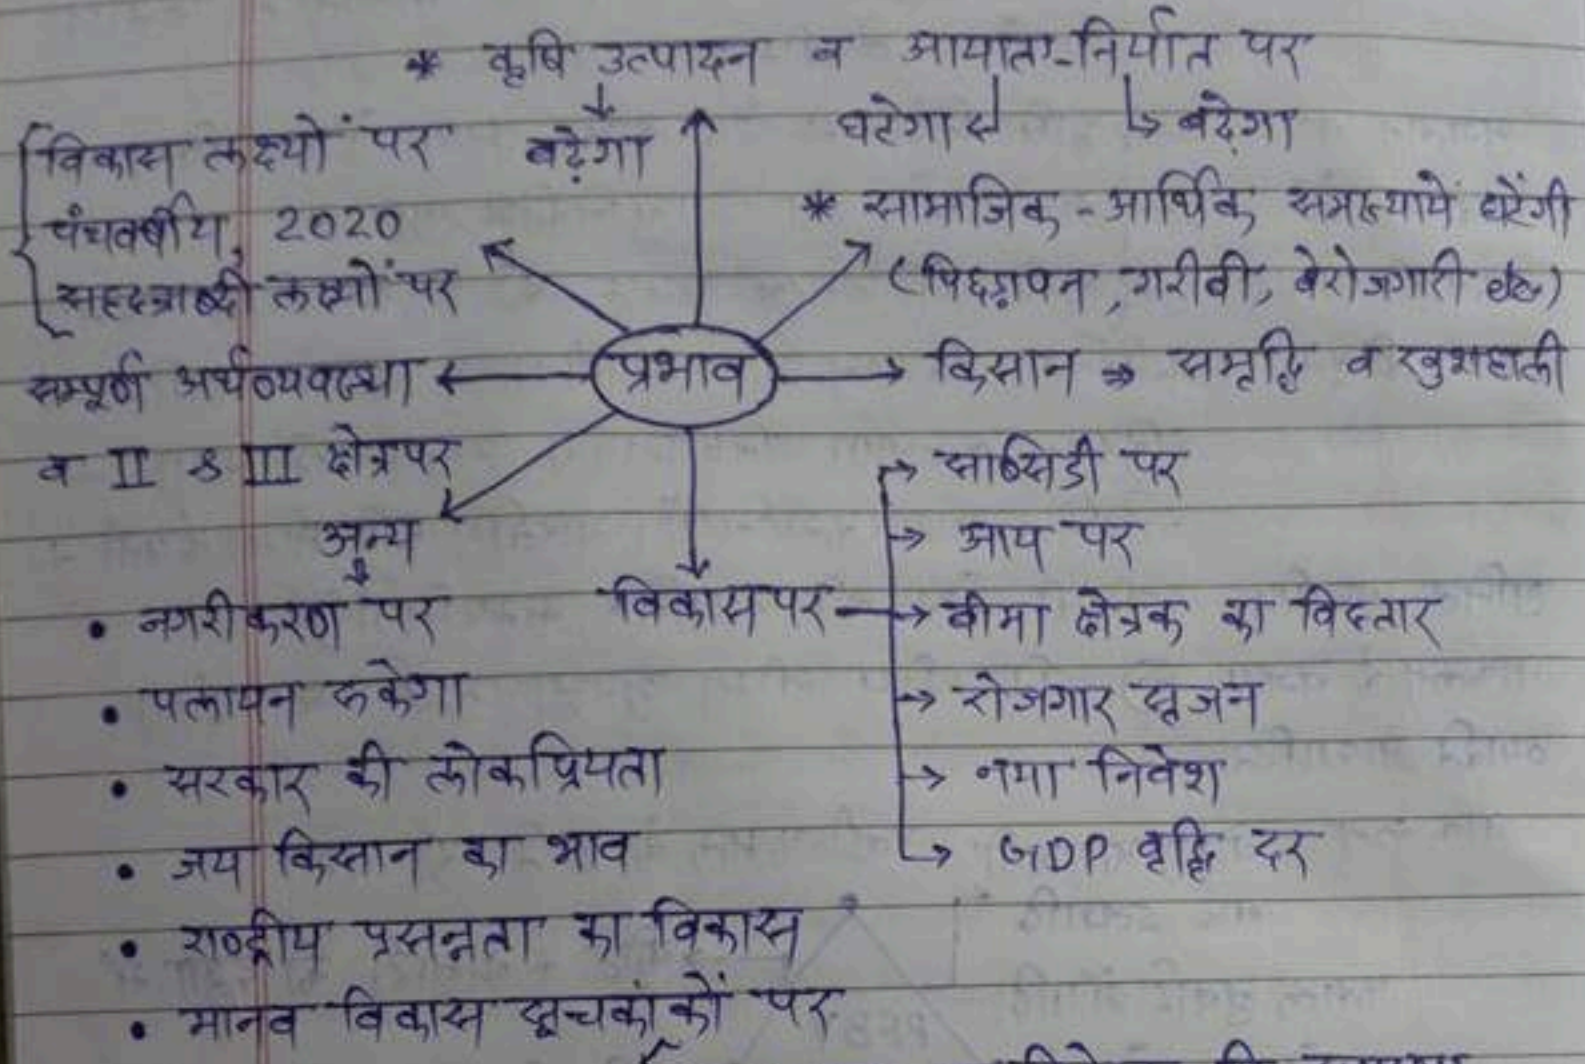 * कृषि उत्पादन व आयात-निर्यात पर
बढ़ेगा
घटेगा
बढ़ेगा
विकास लक्ष्यों पर
पंचवर्षीय, 2020
सहस्त्राब्दी लक्ष्यों पर
* सामाजिक - आर्थिक समस्यायें घटेंगी
(पिछड़ापन, गरीबी, बेरोजगारी etc)
प्रभाव
सम्पूर्ण अर्थव्यवस्था
व II & III क्षेत्र पर
किसान ⇒ समृद्धि व खुशहाली
अन्य
• नगरीकरण पर
• पलायन रुकेगा
• सरकार की लोकप्रियता
• जय किसान का भाव
• राष्ट्रीय प्रसन्नता का विकास
• मानव विकास सूचकांकों पर
विकास पर
सब्सिडी पर
आय पर
बीमा क्षेत्रक का विस्तार
रोजगार सृजन
नया निवेश
GDP वृद्धि दर